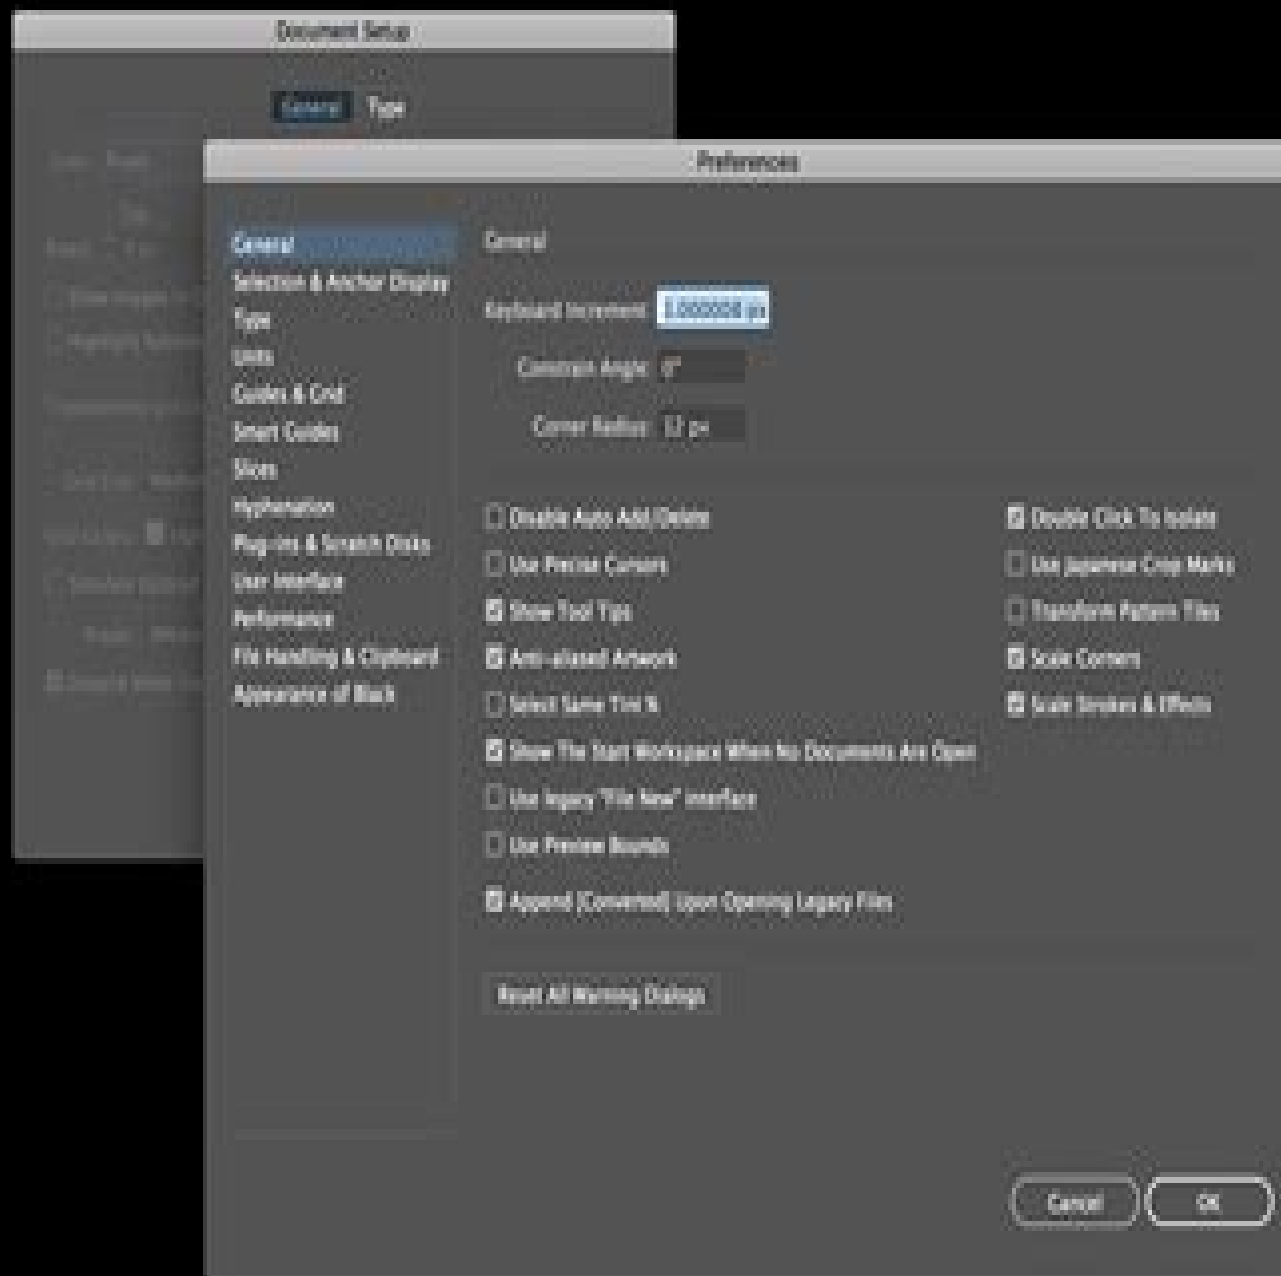 Document Setup
General Type
Preferences
General
Selection & Anchor Display
Type
Units
Guides & Grid
Smart Guides
Slices
Hyphenation
Plug-ins & Scratch Disks
User Interface
Performance
File Handling & Clipboard
Appearance of Black
General
Keyboard Increment: px
Constrain Angle: 0°
Corner Radius: 12 px
Disable Auto Add/Delete
Use Precise Cursors
Show Tool Tips
Anti-aliased Artwork
Select Same Tint %
Show The Start Workspace When No Documents Are Open
Use legacy "File New" interface
Use Preview Bounds
Append [Converted] Upon Opening Legacy Files
Double Click To Isolate
Use Japanese Crop Marks
Transform Pattern Tiles
Scale Corners
Scale Strokes & Effects
Reset All Warning Dialogs
Cancel OK